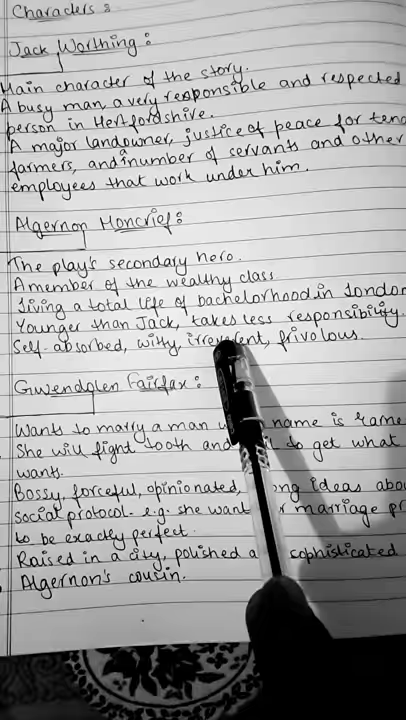 Characters :
Jack Worthing :
Main character of the story.
A busy man a very responsible and respected
person in Hertfordshire.
A major landowner, justice of peace for
farmers, and a number of servants and other
employees that work under him.
Algernon Moncrief :
The play's secondary hero.
A member of the wealthy class
Living a total life of bachelorhood in London
Younger than Jack, takes less responsibility.
Self-absorbed, witty, irreverent, frivolous.
Gwendolen Fairfax :
Wants to marry a man name is
She will fight tooth and to get what
wants.
Bossy, forceful, opinionated, ideas
social protocol- e.g. she want marriage
to be exactly perfect.
Raised in a city, polished sophisticated
Algernon's cousin.